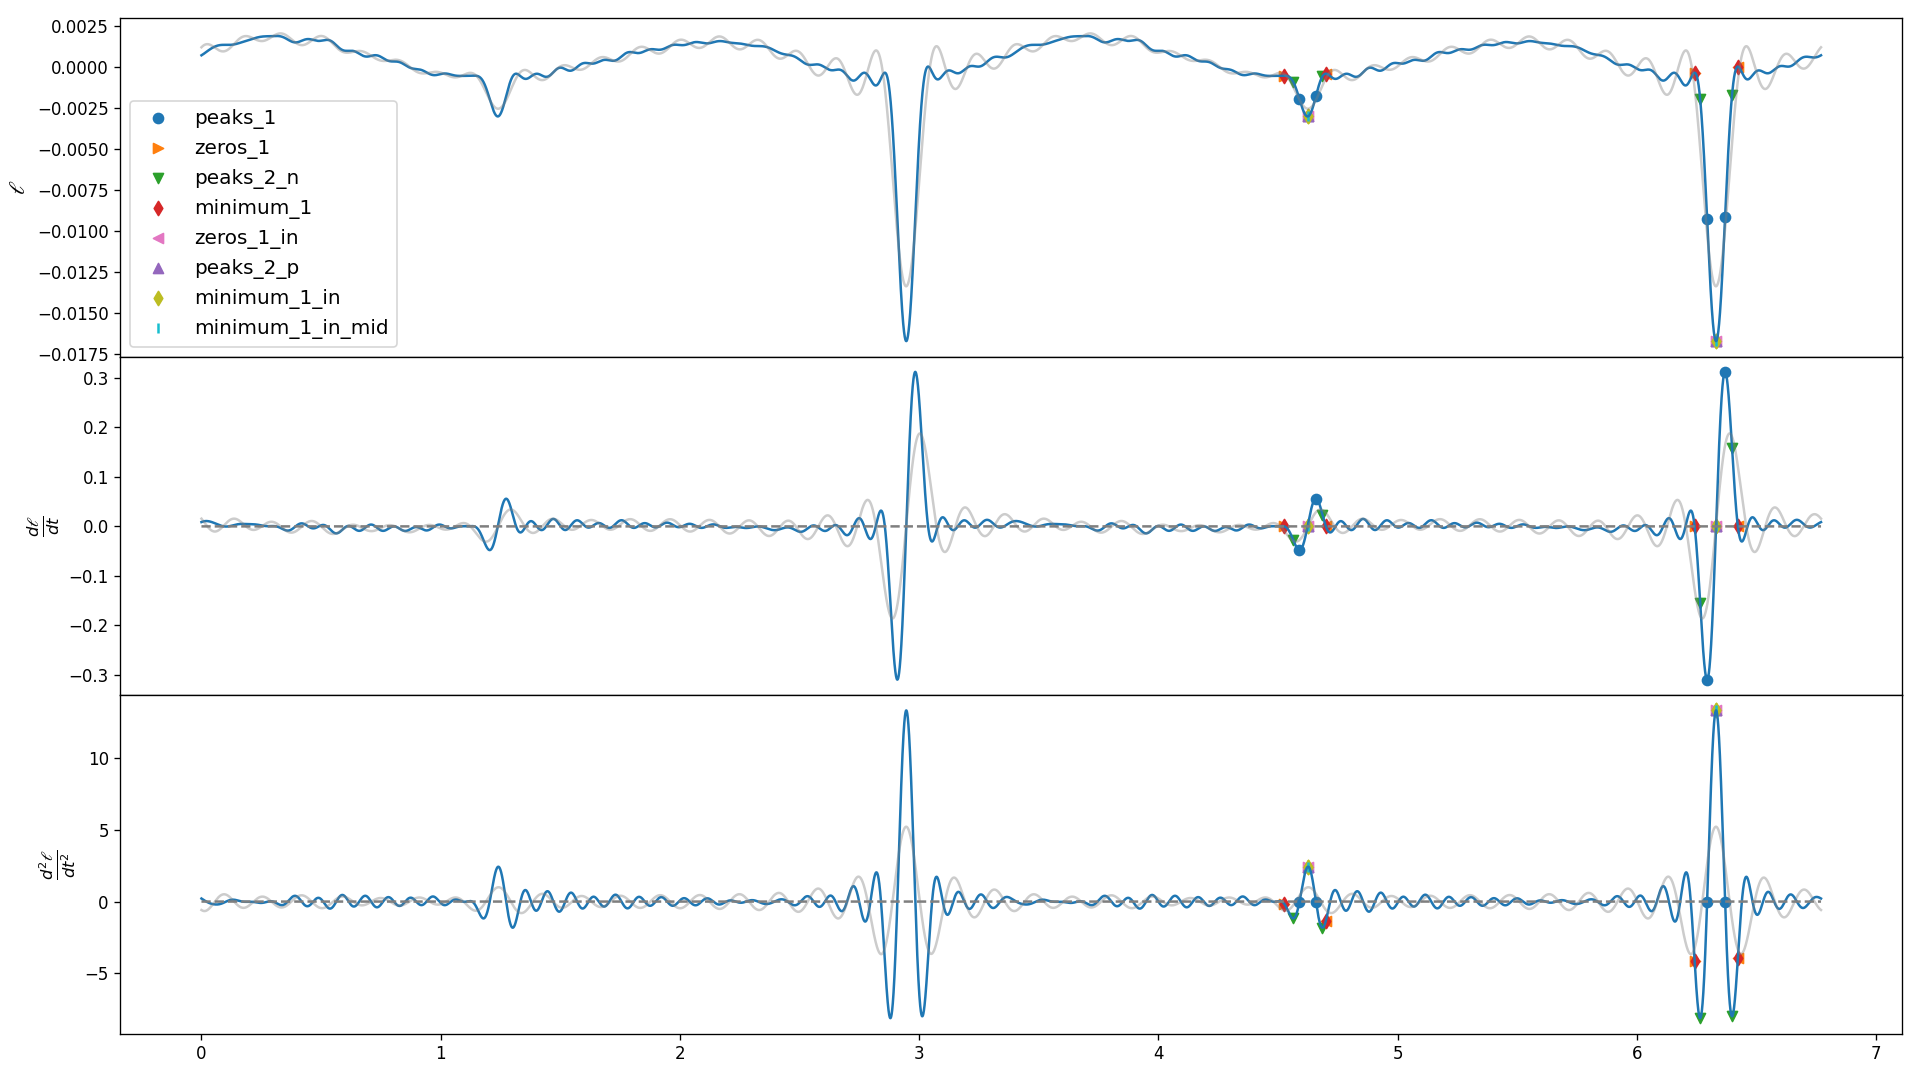 0.0025
0.0000
−0.0025
−0.0050
−0.0075
−0.0100
−0.0125
−0.0150
−0.0175
ℓ
peaks_1
zeros_1
peaks_2_n
minimum_1
zeros_1_in
peaks_2_p
minimum_1_in
minimum_1_in_mid
0.3
0.2
0.1
0.0
−0.1
−0.2
−0.3
dℓ
dt
10
5
0
−5
d²ℓ
dt²
0 1 2 3 4 5 6 7